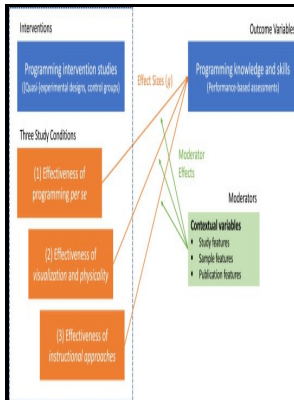 Interventions
Programming intervention studies
([Quasi-]experimental designs, control groups)
Three Study Conditions
(1) Effectiveness of
programming per se
(2) Effectiveness of
visualization and physicality
(3) Effectiveness of
instructional approaches
Effect Sizes (g)
Outcome Variables
Programming knowledge and skills
(Performance-based assessments)
Moderator
Effects
Moderators
Contextual variables
• Study features
• Sample features
• Publication features